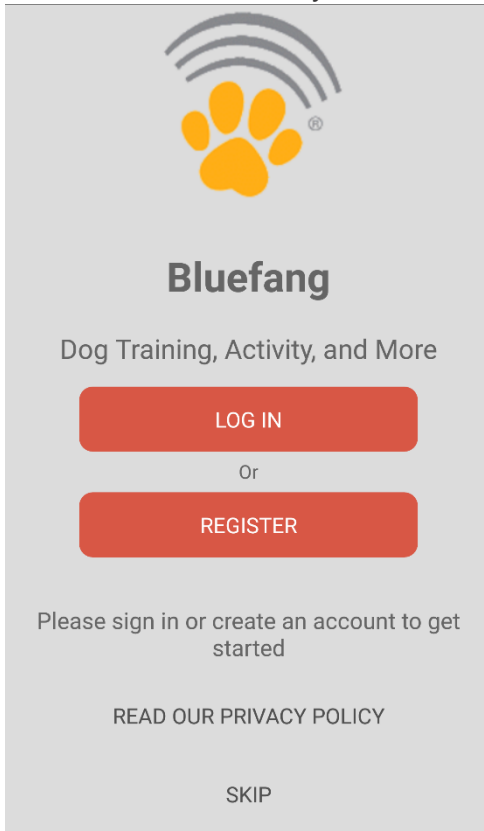 ®
Bluefang
Dog Training, Activity, and More
LOG IN
Or
REGISTER
Please sign in or create an account to get
started
READ OUR PRIVACY POLICY
SKIP